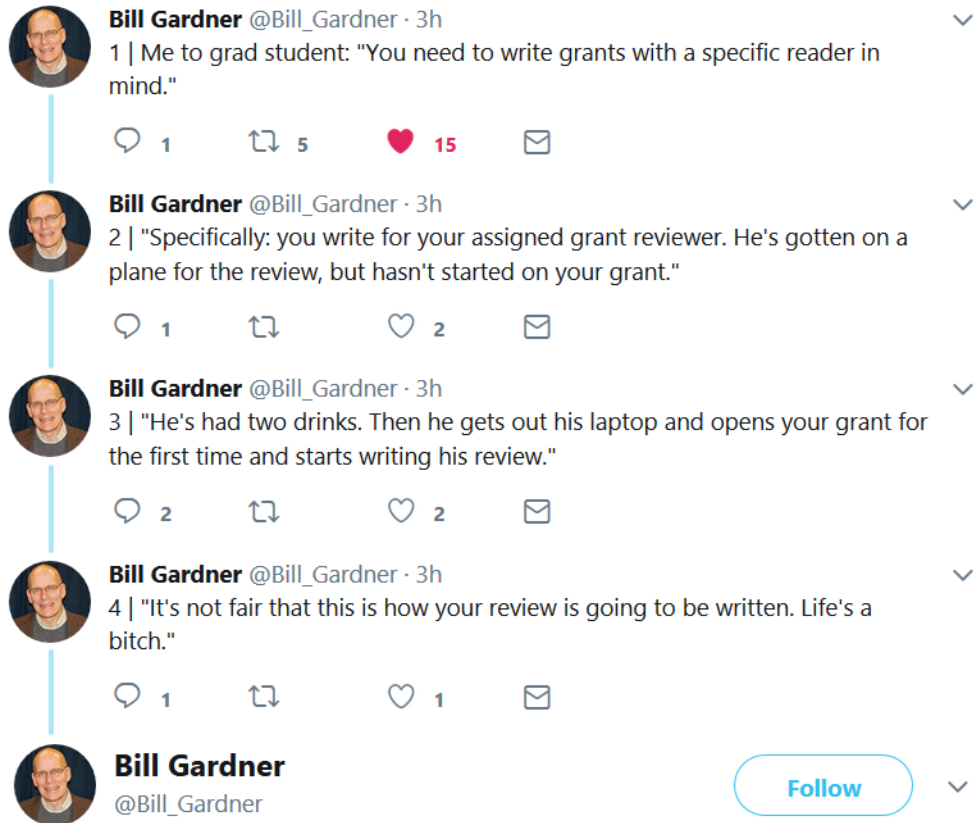 Bill Gardner @Bill_Gardner · 3h
1 | Me to grad student: "You need to write grants with a specific reader in
mind."
1 5 15
Bill Gardner @Bill_Gardner · 3h
2 | "Specifically: you write for your assigned grant reviewer. He's gotten on a
plane for the review, but hasn't started on your grant."
1 2
Bill Gardner @Bill_Gardner · 3h
3 | "He's had two drinks. Then he gets out his laptop and opens your grant for
the first time and starts writing his review."
2 2
Bill Gardner @Bill_Gardner · 3h
4 | "It's not fair that this is how your review is going to be written. Life's a
bitch."
1 1
Bill Gardner
@Bill_Gardner
Follow